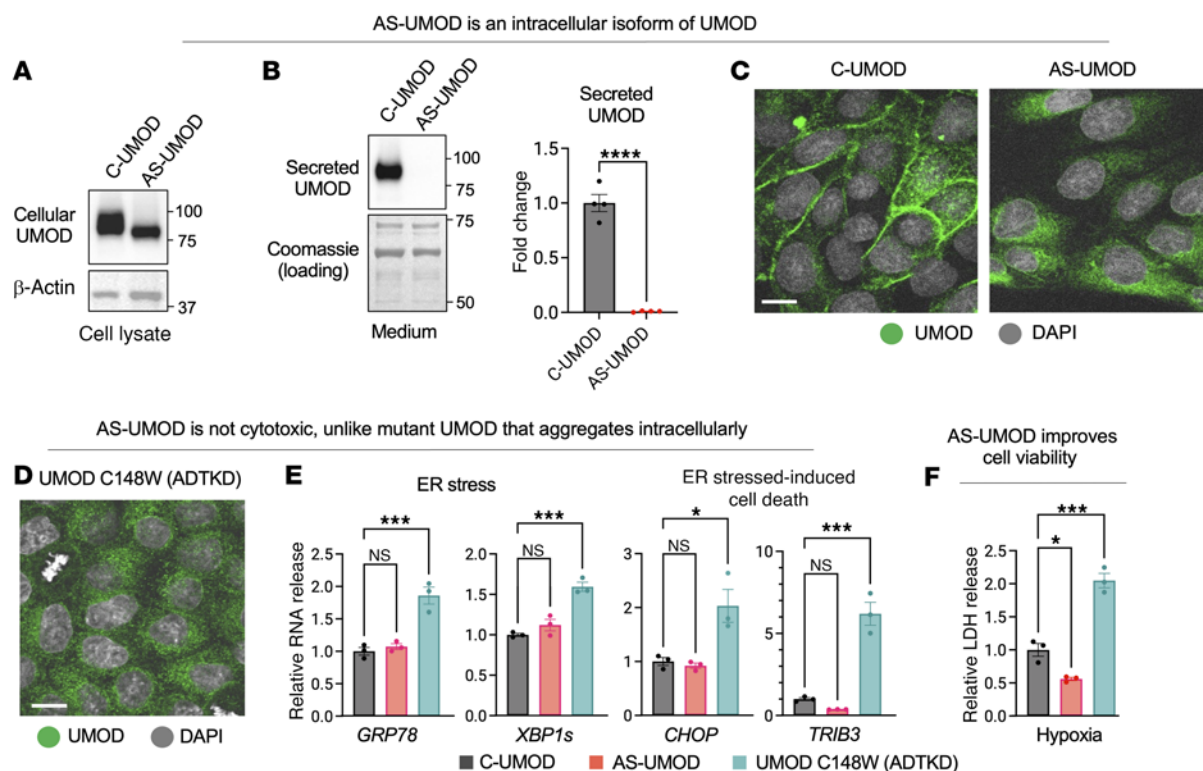 AS-UMOD is an intracellular isoform of UMOD
A
C-UMOD
AS-UMOD
Cellular
UMOD
100
75
β-Actin
37
Cell lysate
B
C-UMOD
AS-UMOD
Secreted
UMOD
100
75
Coomassie
(loading)
75
50
Medium
Secreted
UMOD
Fold change
1.5
1.0
0.5
0.0
****
C-UMOD
AS-UMOD
C
C-UMOD
AS-UMOD
UMOD
DAPI
AS-UMOD is not cytotoxic, unlike mutant UMOD that aggregates intracellularly
D
UMOD C148W (ADTKD)
UMOD
DAPI
E
ER stress
ER stressed-induced
cell death
Relative RNA release
2.5
2.0
1.5
1.0
0.5
0.0
***
NS
GRP78
2.0
1.5
1.0
0.5
0.0
***
NS
XBP1s
3
2
1
0
*
NS
CHOP
10
8
6
4
2
0
***
NS
TRIB3
C-UMOD
AS-UMOD
UMOD C148W (ADTKD)
AS-UMOD improves
cell viability
F
Relative LDH release
2.5
2.0
1.5
1.0
0.5
0.0
***
*
Hypoxia